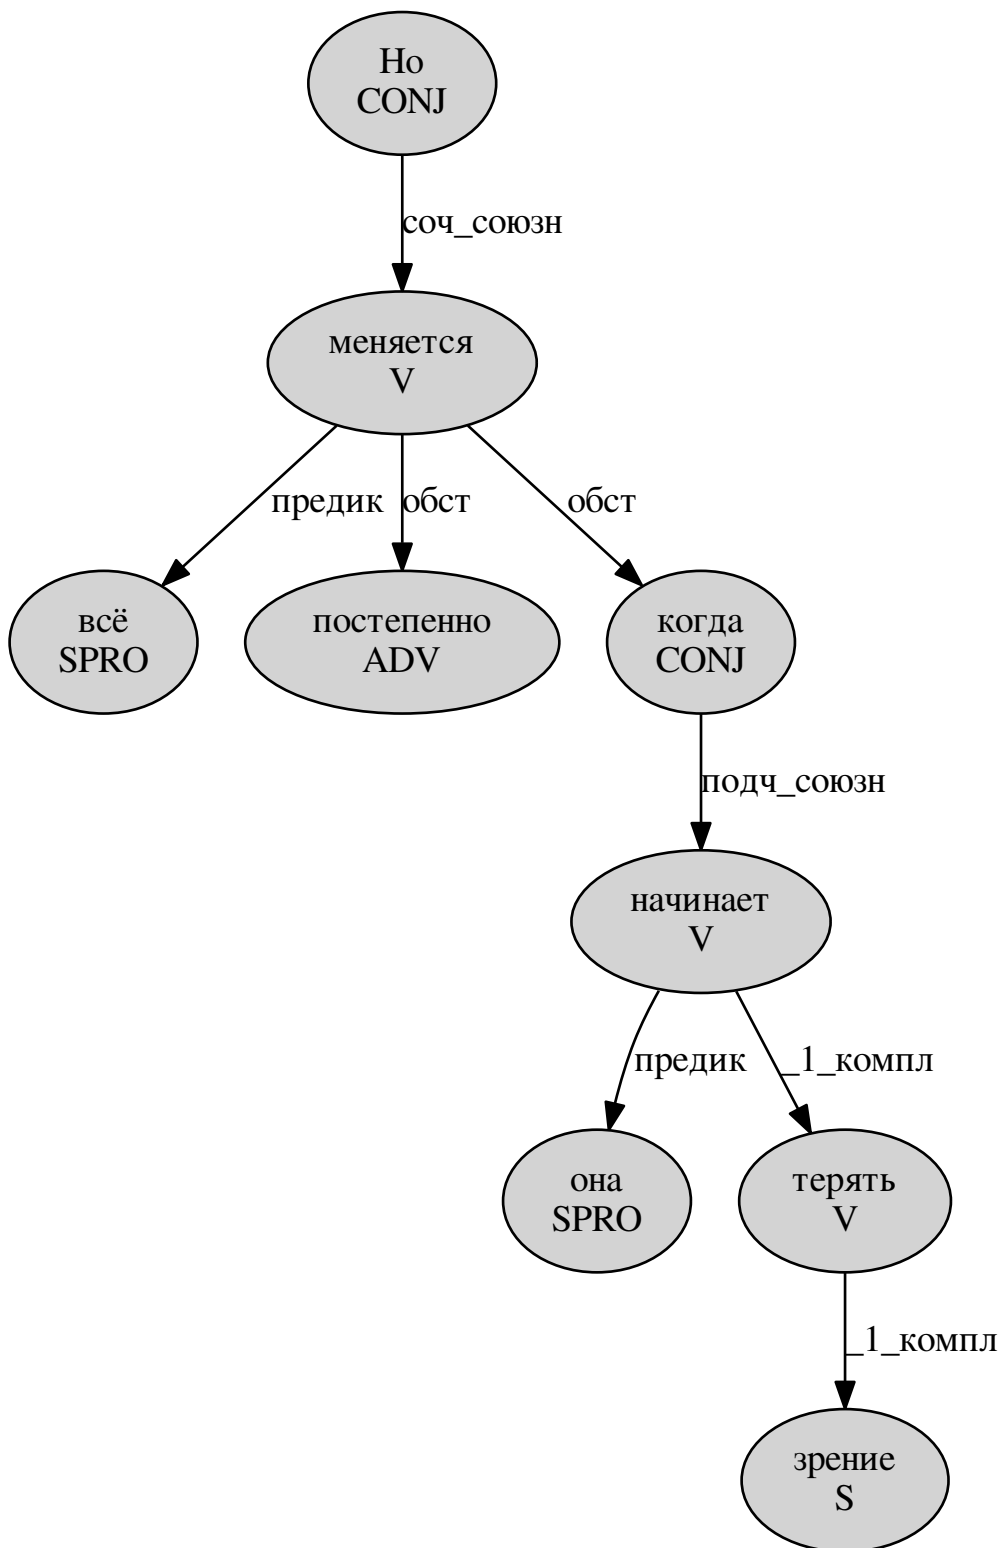 Но
CONJ
соч_союзн
меняется
V
предик
обст
обст
всё
SPRO
постепенно
ADV
когда
CONJ
подч_союзн
начинает
V
предик
_1_компл
она
SPRO
терять
V
_1_компл
зрение
S